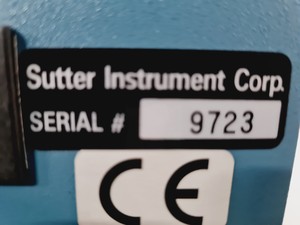 Sutter Instrument Corp.
SERIAL # 9723
CE